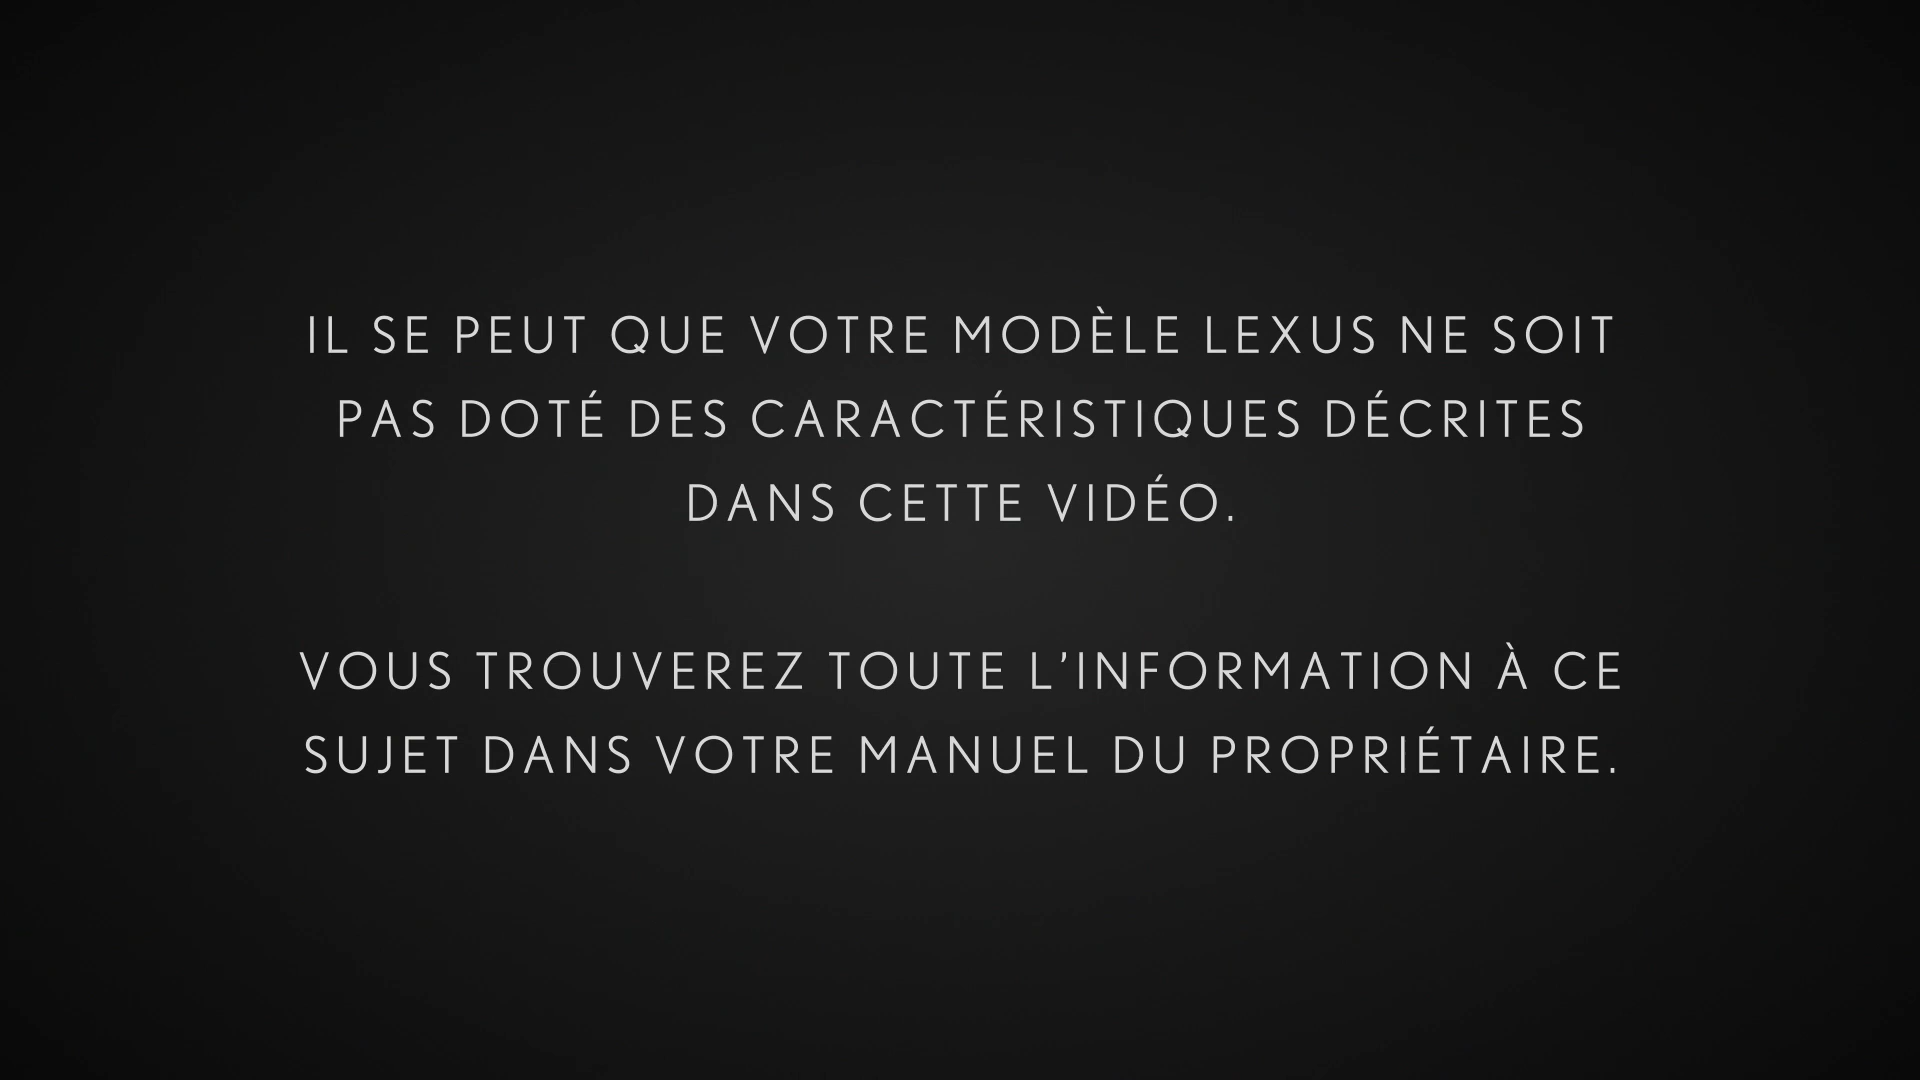 IL SE PEUT QUE VOTRE MODÈLE LEXUS NE SOIT
PAS DOTÉ DES CARACTÉRISTIQUES DÉCRITES
DANS CETTE VIDÉO.
VOUS TROUVEREZ TOUTE L’INFORMATION À CE
SUJET DANS VOTRE MANUEL DU PROPRIÉTAIRE.